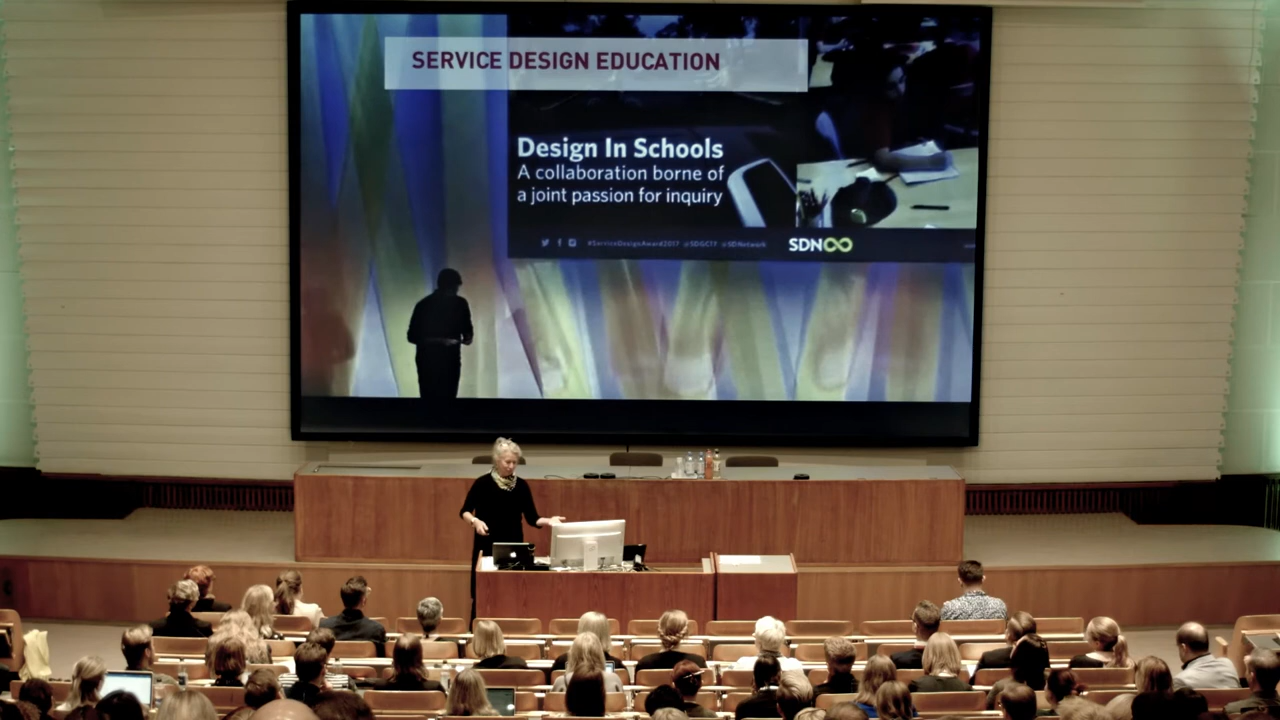 SERVICE DESIGN EDUCATION
Design In Schools
A collaboration borne of
a joint passion for inquiry
#ServiceDesignAward2017 @SDGC17 @SDNetwork
SDN